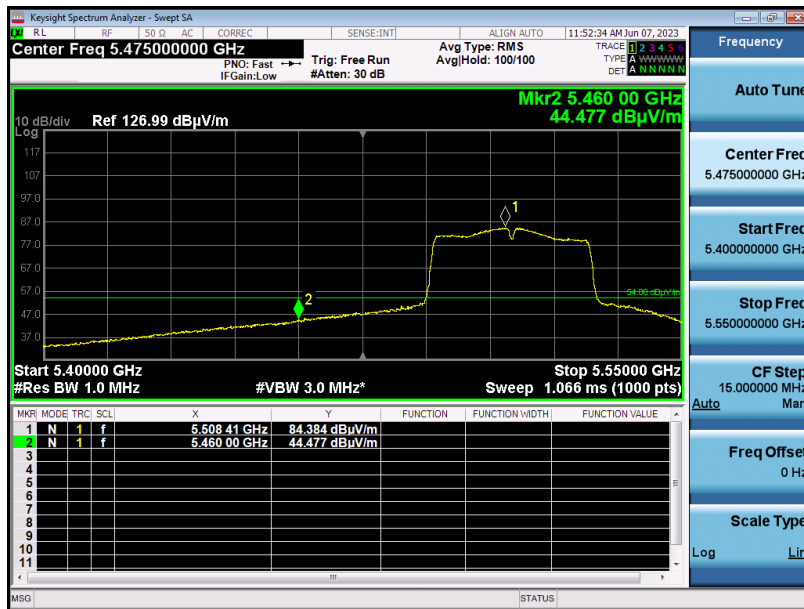 Keysight Spectrum Analyzer - Swept SA
LXI RL RF 50 Ω AC CORREC SENSE:INT ALIGN AUTO 11:52:34 AM Jun 07, 2023
Center Freq 5.475000000 GHz
PNO: Fast
IFGain:Low
Trig: Free Run
#Atten: 30 dB
Avg Type: RMS
Avg|Hold: 100/100
TRACE 1 2 3 4 5 6
TYPE A WWWWW
DET A N N N N N
Mkr2 5.460 00 GHz
44.477 dBµV/m
10 dB/div Ref 126.99 dBµV/m
Log
117
107
97.0
87.0
77.0
67.0
57.0
47.0
37.0
1
2
54.00 dBµV/m
Start 5.40000 GHz Stop 5.55000 GHz
#Res BW 1.0 MHz #VBW 3.0 MHz* Sweep 1.066 ms (1000 pts)
MKR MODE TRC SCL X Y FUNCTION FUNCTION WIDTH FUNCTION VALUE
1 N 1 f 5.508 41 GHz 84.384 dBµV/m
2 N 1 f 5.460 00 GHz 44.477 dBµV/m
3
4
5
6
7
8
9
10
11
MSG STATUS
Frequency
Auto Tune
Center Freq
5.475000000 GHz
Start Freq
5.400000000 GHz
Stop Freq
5.550000000 GHz
CF Step
15.000000 MHz
Auto Man
Freq Offset
0 Hz
Scale Type
Log Lin